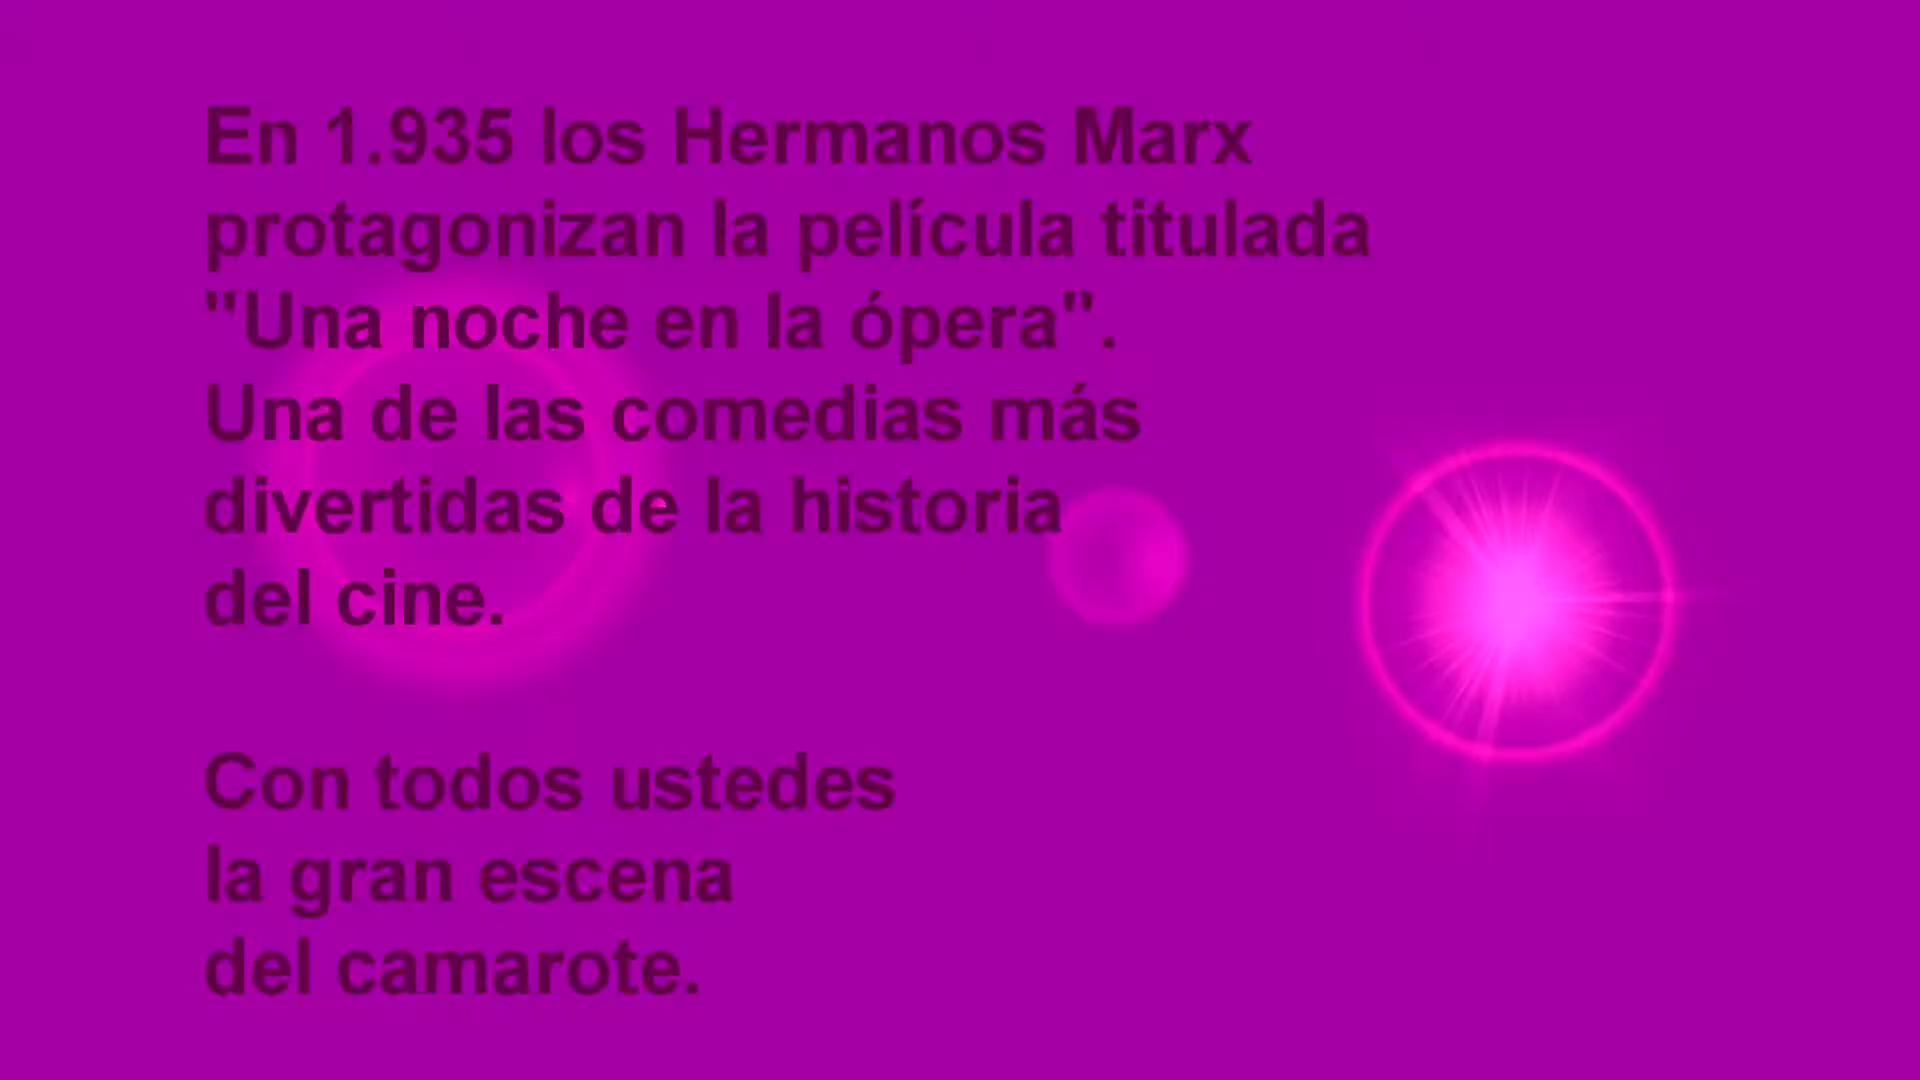 En 1.935 los Hermanos Marx
protagonizan la película titulada
"Una noche en la ópera".
Una de las comedias más
divertidas de la historia
del cine.
Con todos ustedes
la gran escena
del camarote.